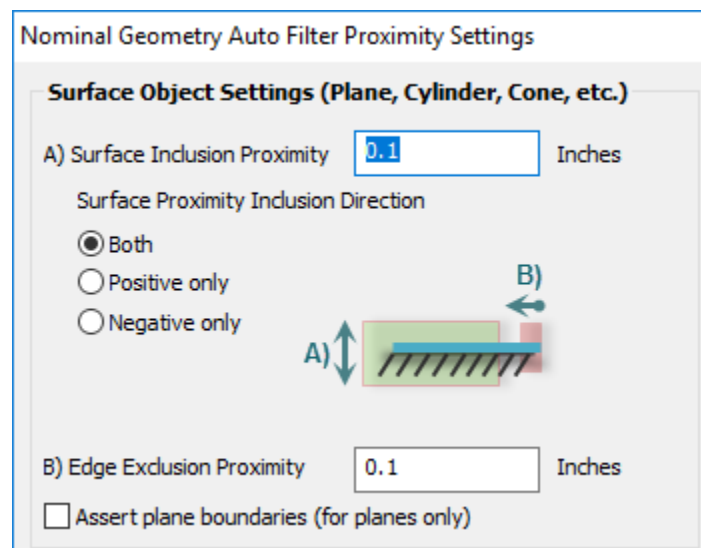 Nominal Geometry Auto Filter Proximity Settings
Surface Object Settings (Plane, Cylinder, Cone, etc.)
A) Surface Inclusion Proximity 0.1 Inches
Surface Proximity Inclusion Direction
Both
Positive only
Negative only
B)
A)
B) Edge Exclusion Proximity 0.1 Inches
Assert plane boundaries (for planes only)